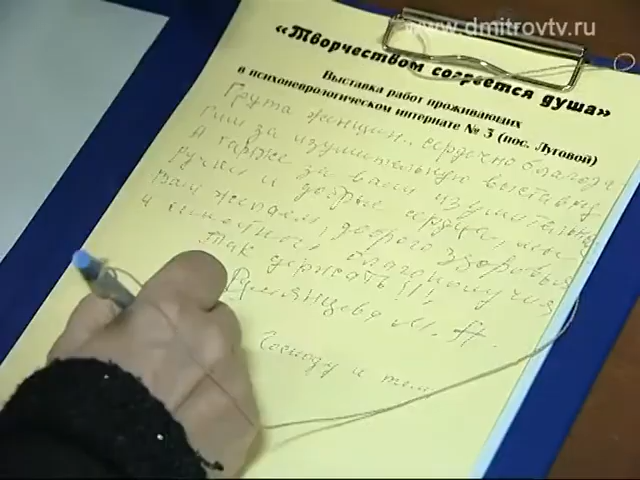 www.dmitrovtv.ru
«Творчеством согреется душа»
Выставка работ проживающих
в психоневрологическом интернате № 3 (пос. Луговой)
Группа женщин, сердечно благода
рим за изумительную выставку
А также за ваши изумительные
ручки и добрые сердца,
Вам желаем, доброго здоровья
и семейного благополучия
Так держать!!!
Румянцева М. А.
Господу и